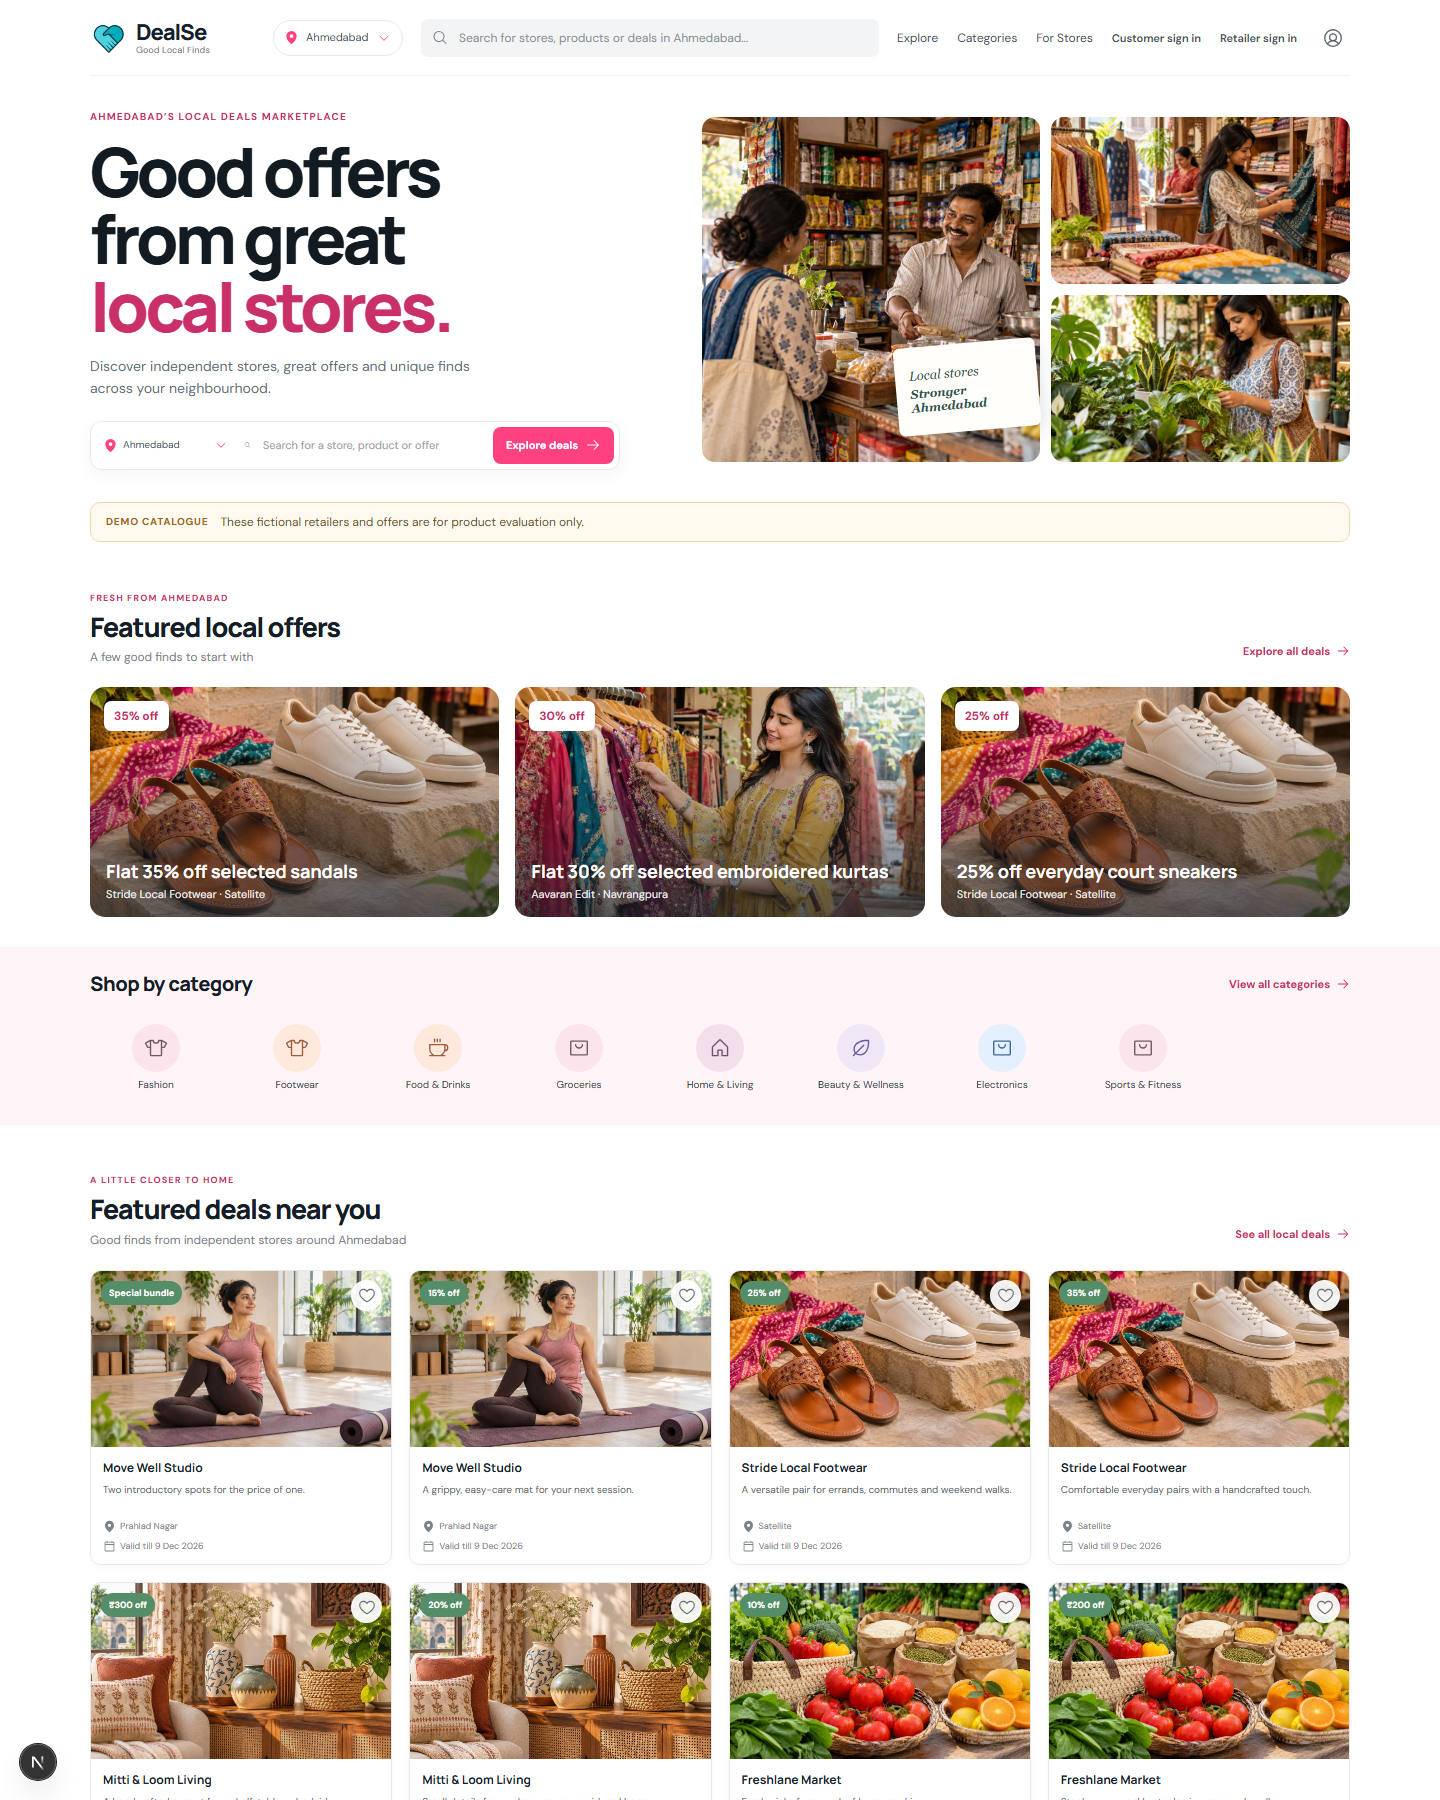 DealSe
Good Local Finds
Ahmedabad
Search for stores, products or deals in Ahmedabad...
Explore
Categories
For Stores
Customer sign in
Retailer sign in
AHMEDABAD'S LOCAL DEALS MARKETPLACE
Good offers
from great
local stores.
Discover independent stores, great offers and unique finds
across your neighbourhood.
Ahmedabad
Search for a store, product or offer
Explore deals
Local stores
Stronger
Ahmedabad
DEMO CATALOGUE These fictional retailers and offers are for product evaluation only.
FRESH FROM AHMEDABAD
Featured local offers
A few good finds to start with
Explore all deals
35% off
Flat 35% off selected sandals
Stride Local Footwear · Satellite
30% off
Flat 30% off selected embroidered kurtas
Aavaran Edit · Navrangpura
25% off
25% off everyday court sneakers
Stride Local Footwear · Satellite
Shop by category
View all categories
Fashion
Footwear
Food & Drinks
Groceries
Home & Living
Beauty & Wellness
Electronics
Sports & Fitness
A LITTLE CLOSER TO HOME
Featured deals near you
Good finds from independent stores around Ahmedabad
See all local deals
Special bundle
Move Well Studio
Two introductory spots for the price of one.
Prahlad Nagar
Valid till 9 Dec 2026
15% off
Move Well Studio
A grippy, easy-care mat for your next session.
Prahlad Nagar
Valid till 9 Dec 2026
25% off
Stride Local Footwear
A versatile pair for errands, commutes and weekend walks.
Satellite
Valid till 9 Dec 2026
35% off
Stride Local Footwear
Comfortable everyday pairs with a handcrafted touch.
Satellite
Valid till 9 Dec 2026
₹300 off
Mitti & Loom Living
20% off
Mitti & Loom Living
10% off
Freshlane Market
₹200 off
Freshlane Market
N